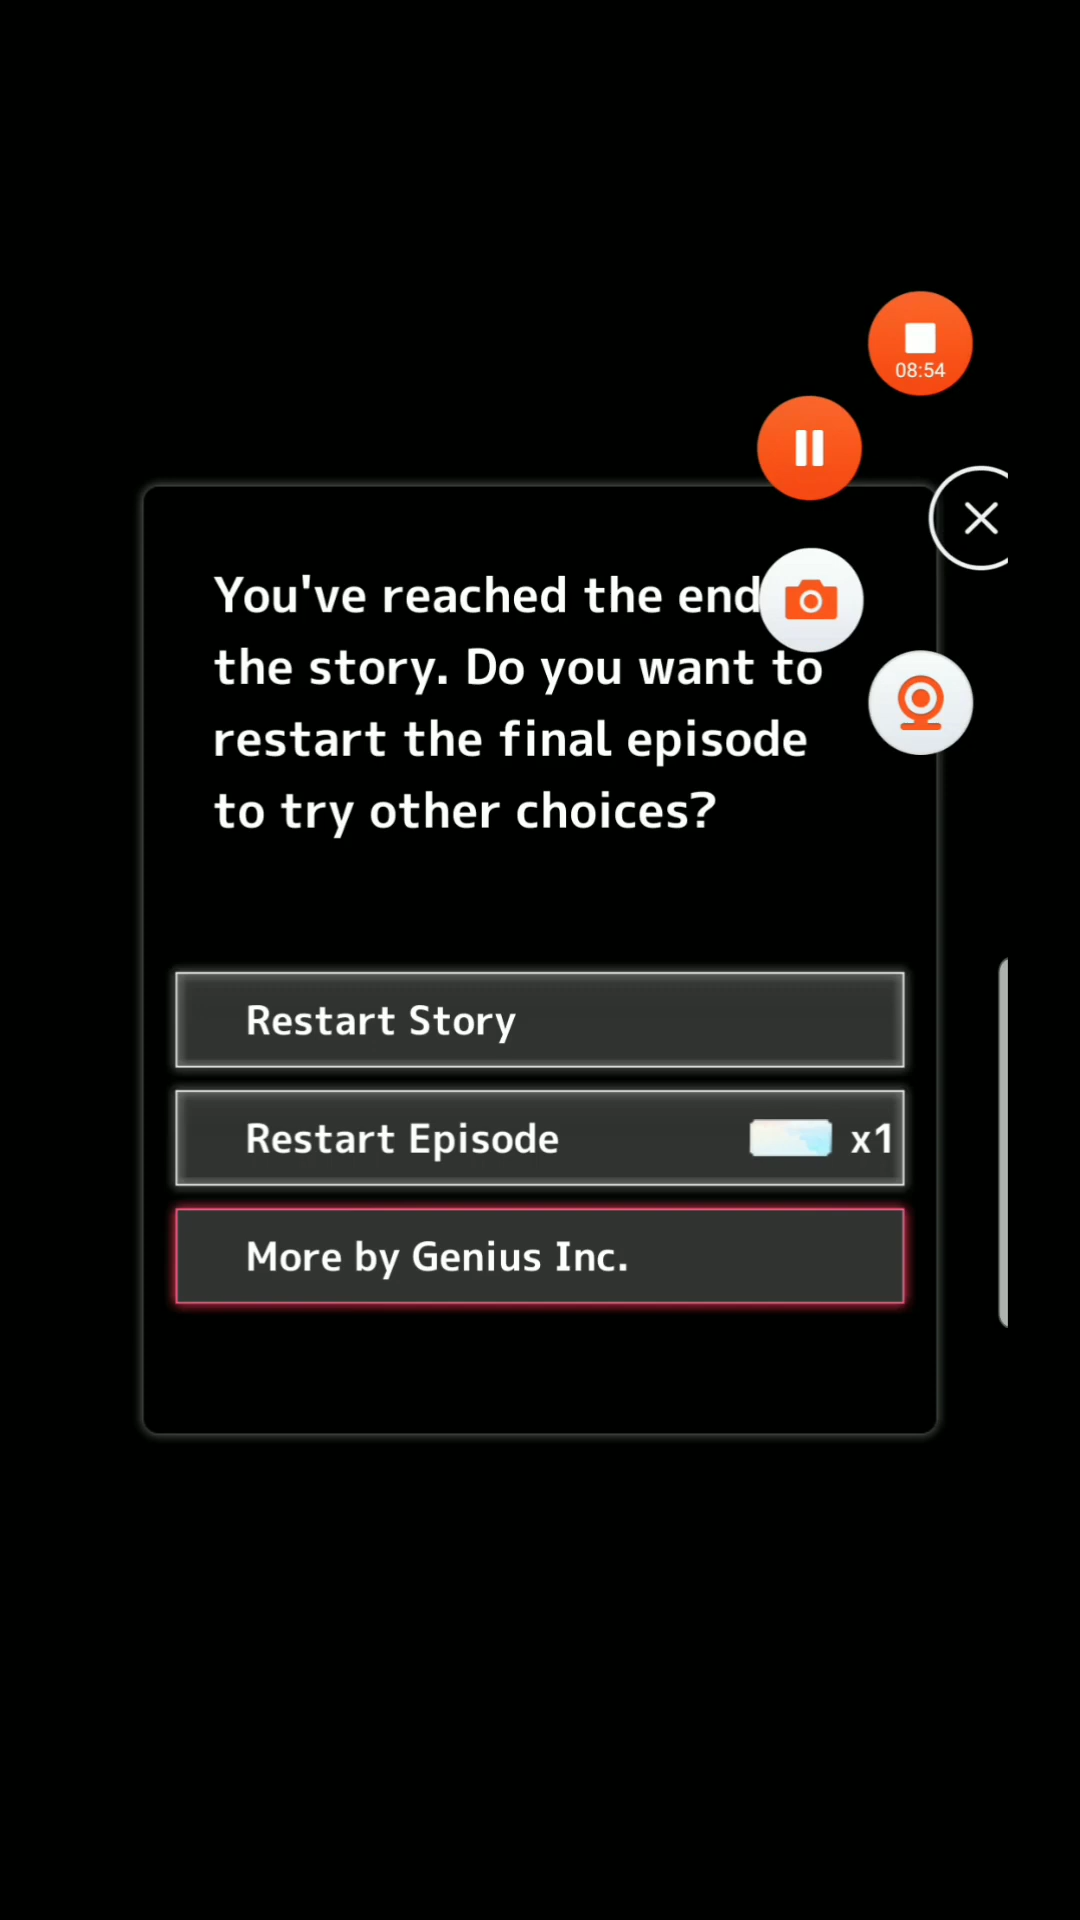 08:54
You've reached the end
the story. Do you want to
restart the final episode
to try other choices?
Restart Story
Restart Episode x1
More by Genius Inc.